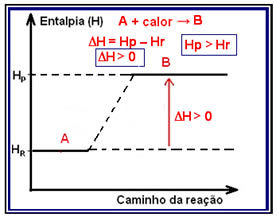 Entalpia (H)
A + calor → B
ΔH = Hp – Hr
Hp > Hr
ΔH > 0
HP
B
ΔH > 0
A
HR
Caminho da reação